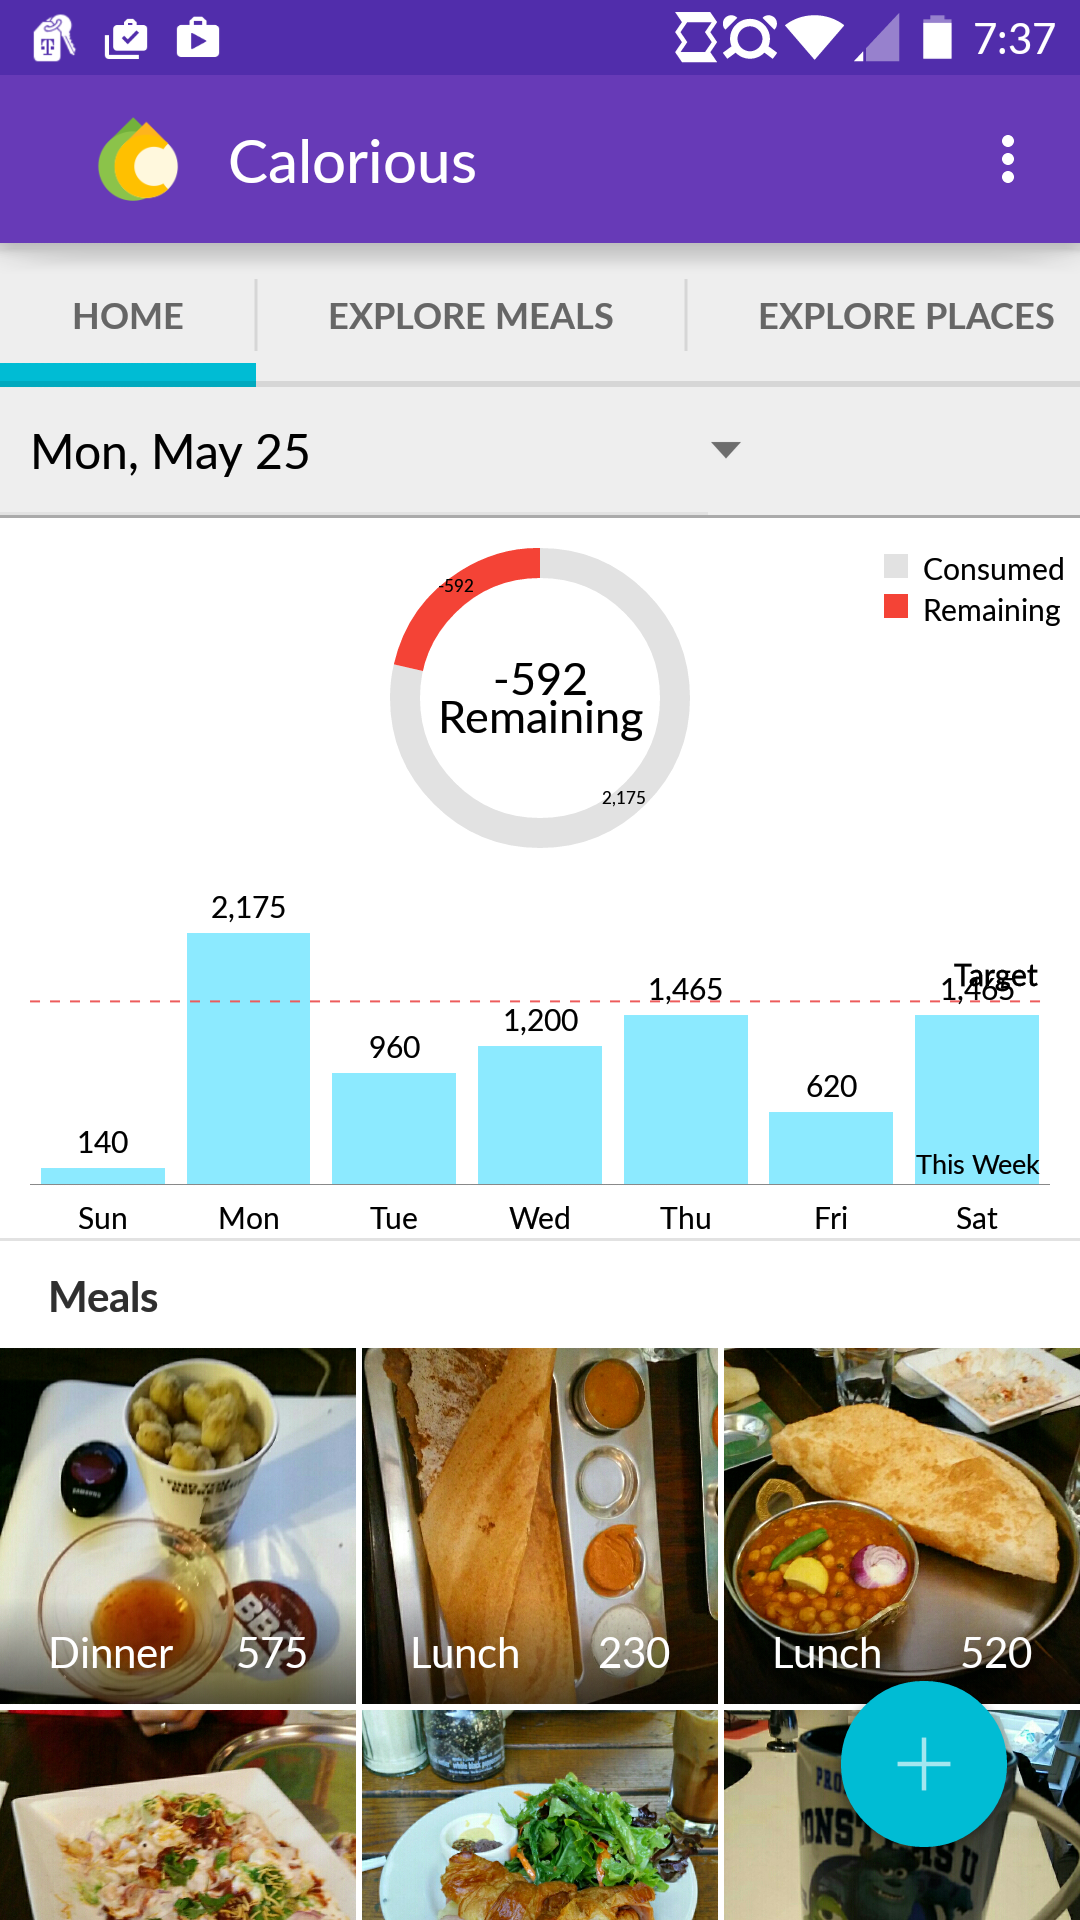 7:37
Calorious
HOME
EXPLORE MEALS
EXPLORE PLACES
Mon, May 25
Consumed
Remaining
-592
-592
Remaining
2,175
2,175
Target
1,465
1,465
1,200
960
620
140
This Week
Sun
Mon
Tue
Wed
Thu
Fri
Sat
Meals
Dinner 575
Lunch 230
Lunch 520